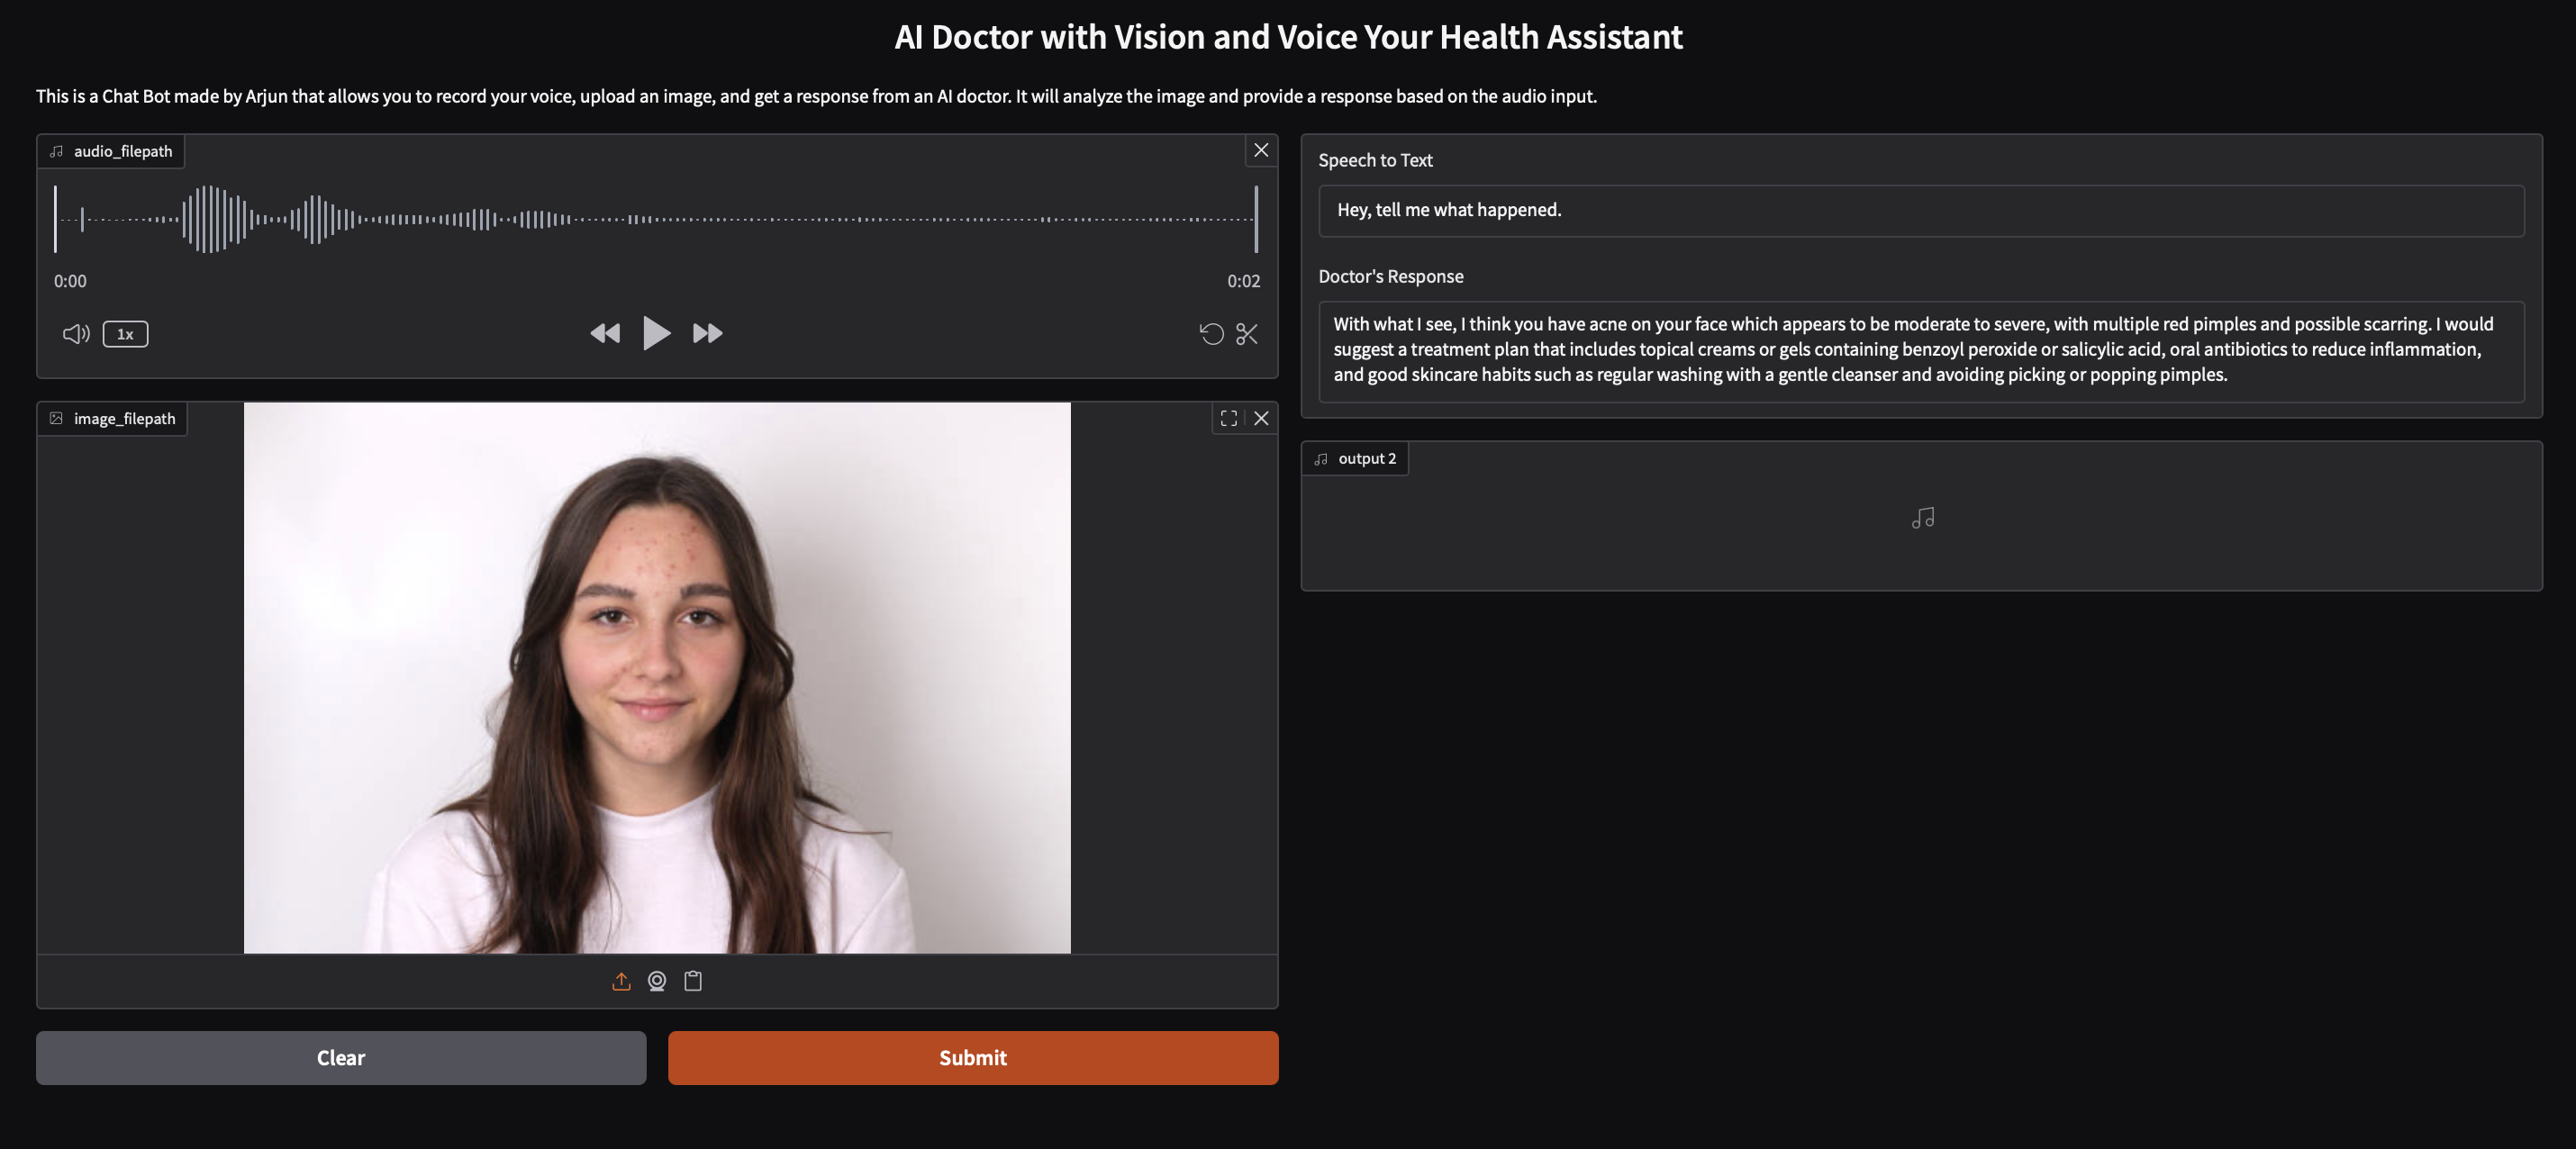 AI Doctor with Vision and Voice Your Health Assistant
This is a Chat Bot made by Arjun that allows you to record your voice, upload an image, and get a response from an AI doctor. It will analyze the image and provide a response based on the audio input.
audio_filepath
0:00
0:02
1x
image_filepath
Clear
Submit
Speech to Text
Hey, tell me what happened.
Doctor's Response
With what I see, I think you have acne on your face which appears to be moderate to severe, with multiple red pimples and possible scarring. I would
suggest a treatment plan that includes topical creams or gels containing benzoyl peroxide or salicylic acid, oral antibiotics to reduce inflammation,
and good skincare habits such as regular washing with a gentle cleanser and avoiding picking or popping pimples.
output 2